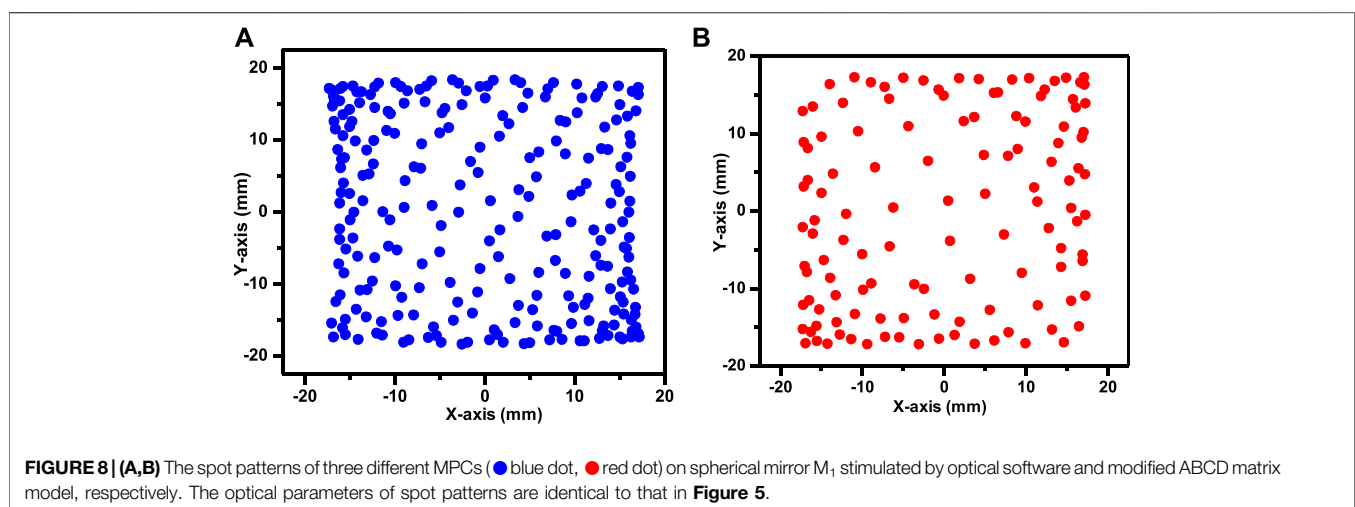 A
B
20
10
0
-10
-20
Y-axis (mm)
-20 -10 0 10 20
X-axis (mm)
20
10
0
-10
-20
Y-axis (mm)
-20 -10 0 10 20
X-axis (mm)
FIGURE 8 | (A,B) The spot patterns of three different MPCs (● blue dot, ● red dot) on spherical mirror M1 stimulated by optical software and modified ABCD matrix
model, respectively. The optical parameters of spot patterns are identical to that in Figure 5.